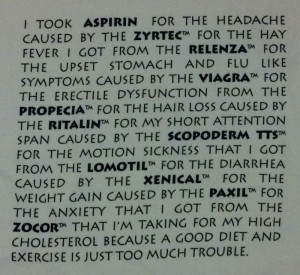 I TOOK ASPIRIN FOR THE HEADACHE
CAUSED BY THE ZYRTEC™ FOR THE HAY
FEVER I GOT FROM THE RELENZA™ FOR
THE UPSET STOMACH AND FLU LIKE
SYMPTOMS CAUSED BY THE VIAGRA™ FOR
THE ERECTILE DYSFUNTION FROM THE
PROPECIA™ FOR THE HAIR LOSS CAUSED BY
THE RITALIN™ FOR MY SHORT ATTENTION
SPAN CAUSED BY THE SCOPODERM TTS™
FOR THE MOTION SICKNESS THAT I GOT
FROM THE LOMOTIL™ FOR THE DIARRHEA
CAUSED BY THE XENICAL™ FOR THE
WEIGHT GAIN CAUSED BY THE PAXIL™ FOR
THE ANXIETY THAT I GOT FROM THE
ZOCOR™ THAT I'M TAKING FOR MY HIGH
CHOLESTEROL BECAUSE A GOOD DIET AND
EXERCISE IS JUST TOO MUCH TROUBLE.